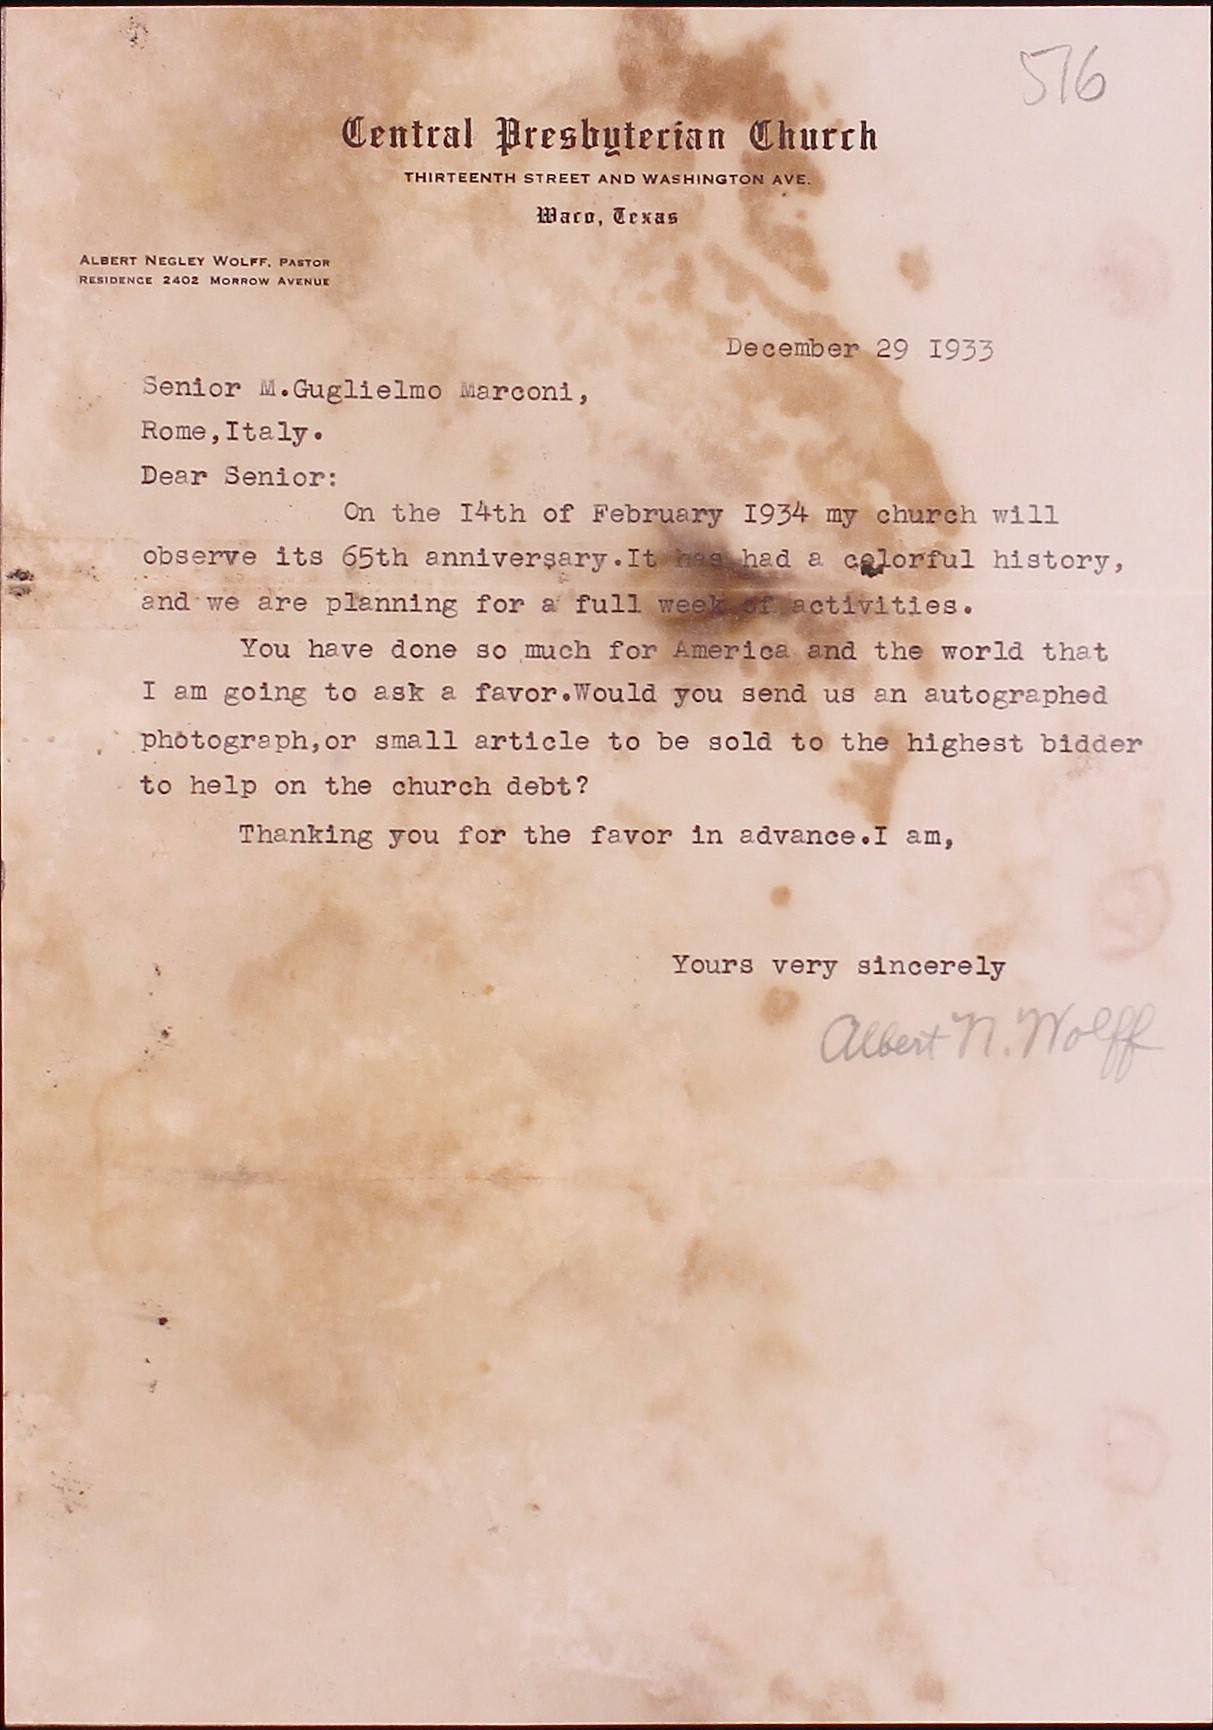 576
Central Presbyterian Church
THIRTEENTH STREET AND WASHINGTON AVE.
Waco, Texas
ALBERT NEGLEY WOLFF, PASTOR
RESIDENCE 2402 MORROW AVENUE
December 29 1933
Senior M.Guglielmo Marconi,
Rome,Italy.
Dear Senior:
On the 14th of February 1934 my church will
observe its 65th anniversary.It has had a colorful history,
and we are planning for a full week of activities.
You have done so much for America and the world that
I am going to ask a favor.Would you send us an autographed
photograph,or small article to be sold to the highest bidder
to help on the church debt?
Thanking you for the favor in advance.I am,
Yours very sincerely
Albert N. Wolff